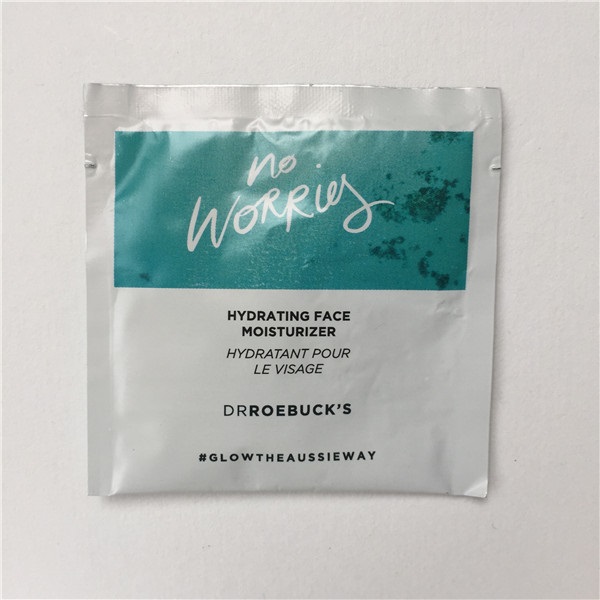 no
WORRIES
HYDRATING FACE
MOISTURIZER
HYDRATANT POUR
LE VISAGE
DRROEBUCK'S
#GLOWTHEAUSSIEWAY